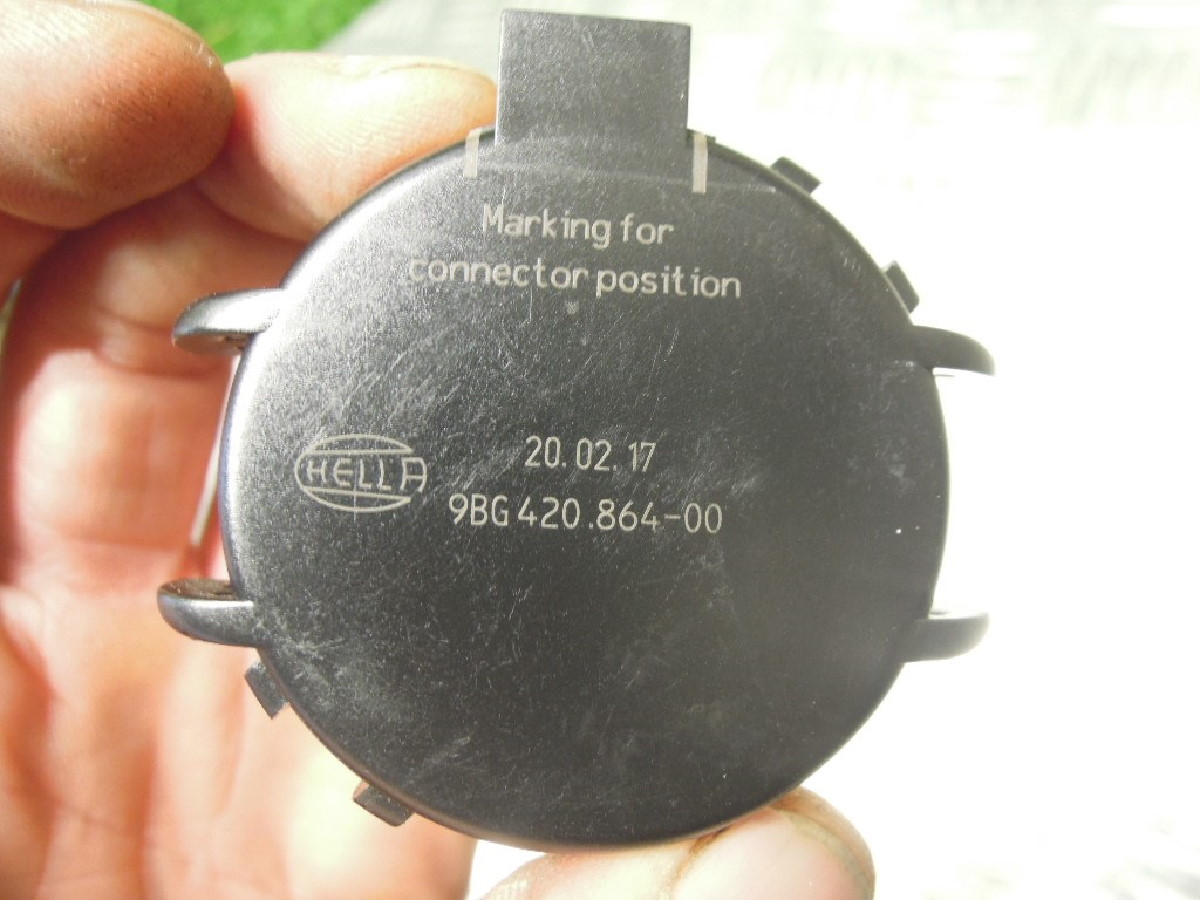 Marking for
connector position
20.02.17
HELLA
9BG 420.864-00